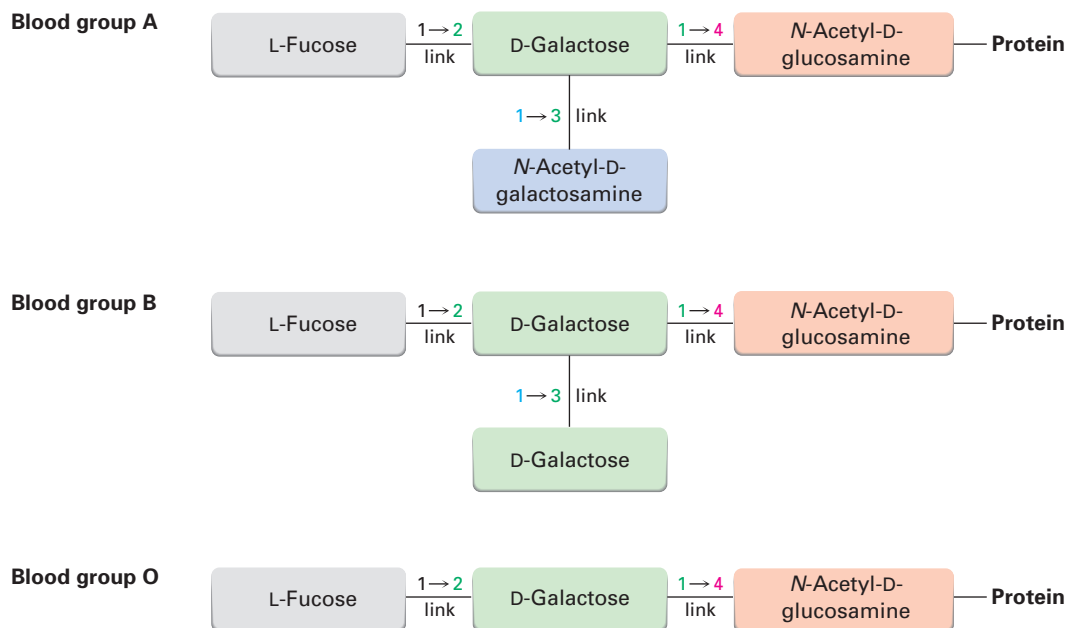 Blood group A
L-Fucose
1→2
link
D-Galactose
1→4
link
N-Acetyl-D-
glucosamine
Protein
1→3 link
N-Acetyl-D-
galactosamine
Blood group B
L-Fucose
1→2
link
D-Galactose
1→4
link
N-Acetyl-D-
glucosamine
Protein
1→3 link
D-Galactose
Blood group O
L-Fucose
1→2
link
D-Galactose
1→4
link
N-Acetyl-D-
glucosamine
Protein